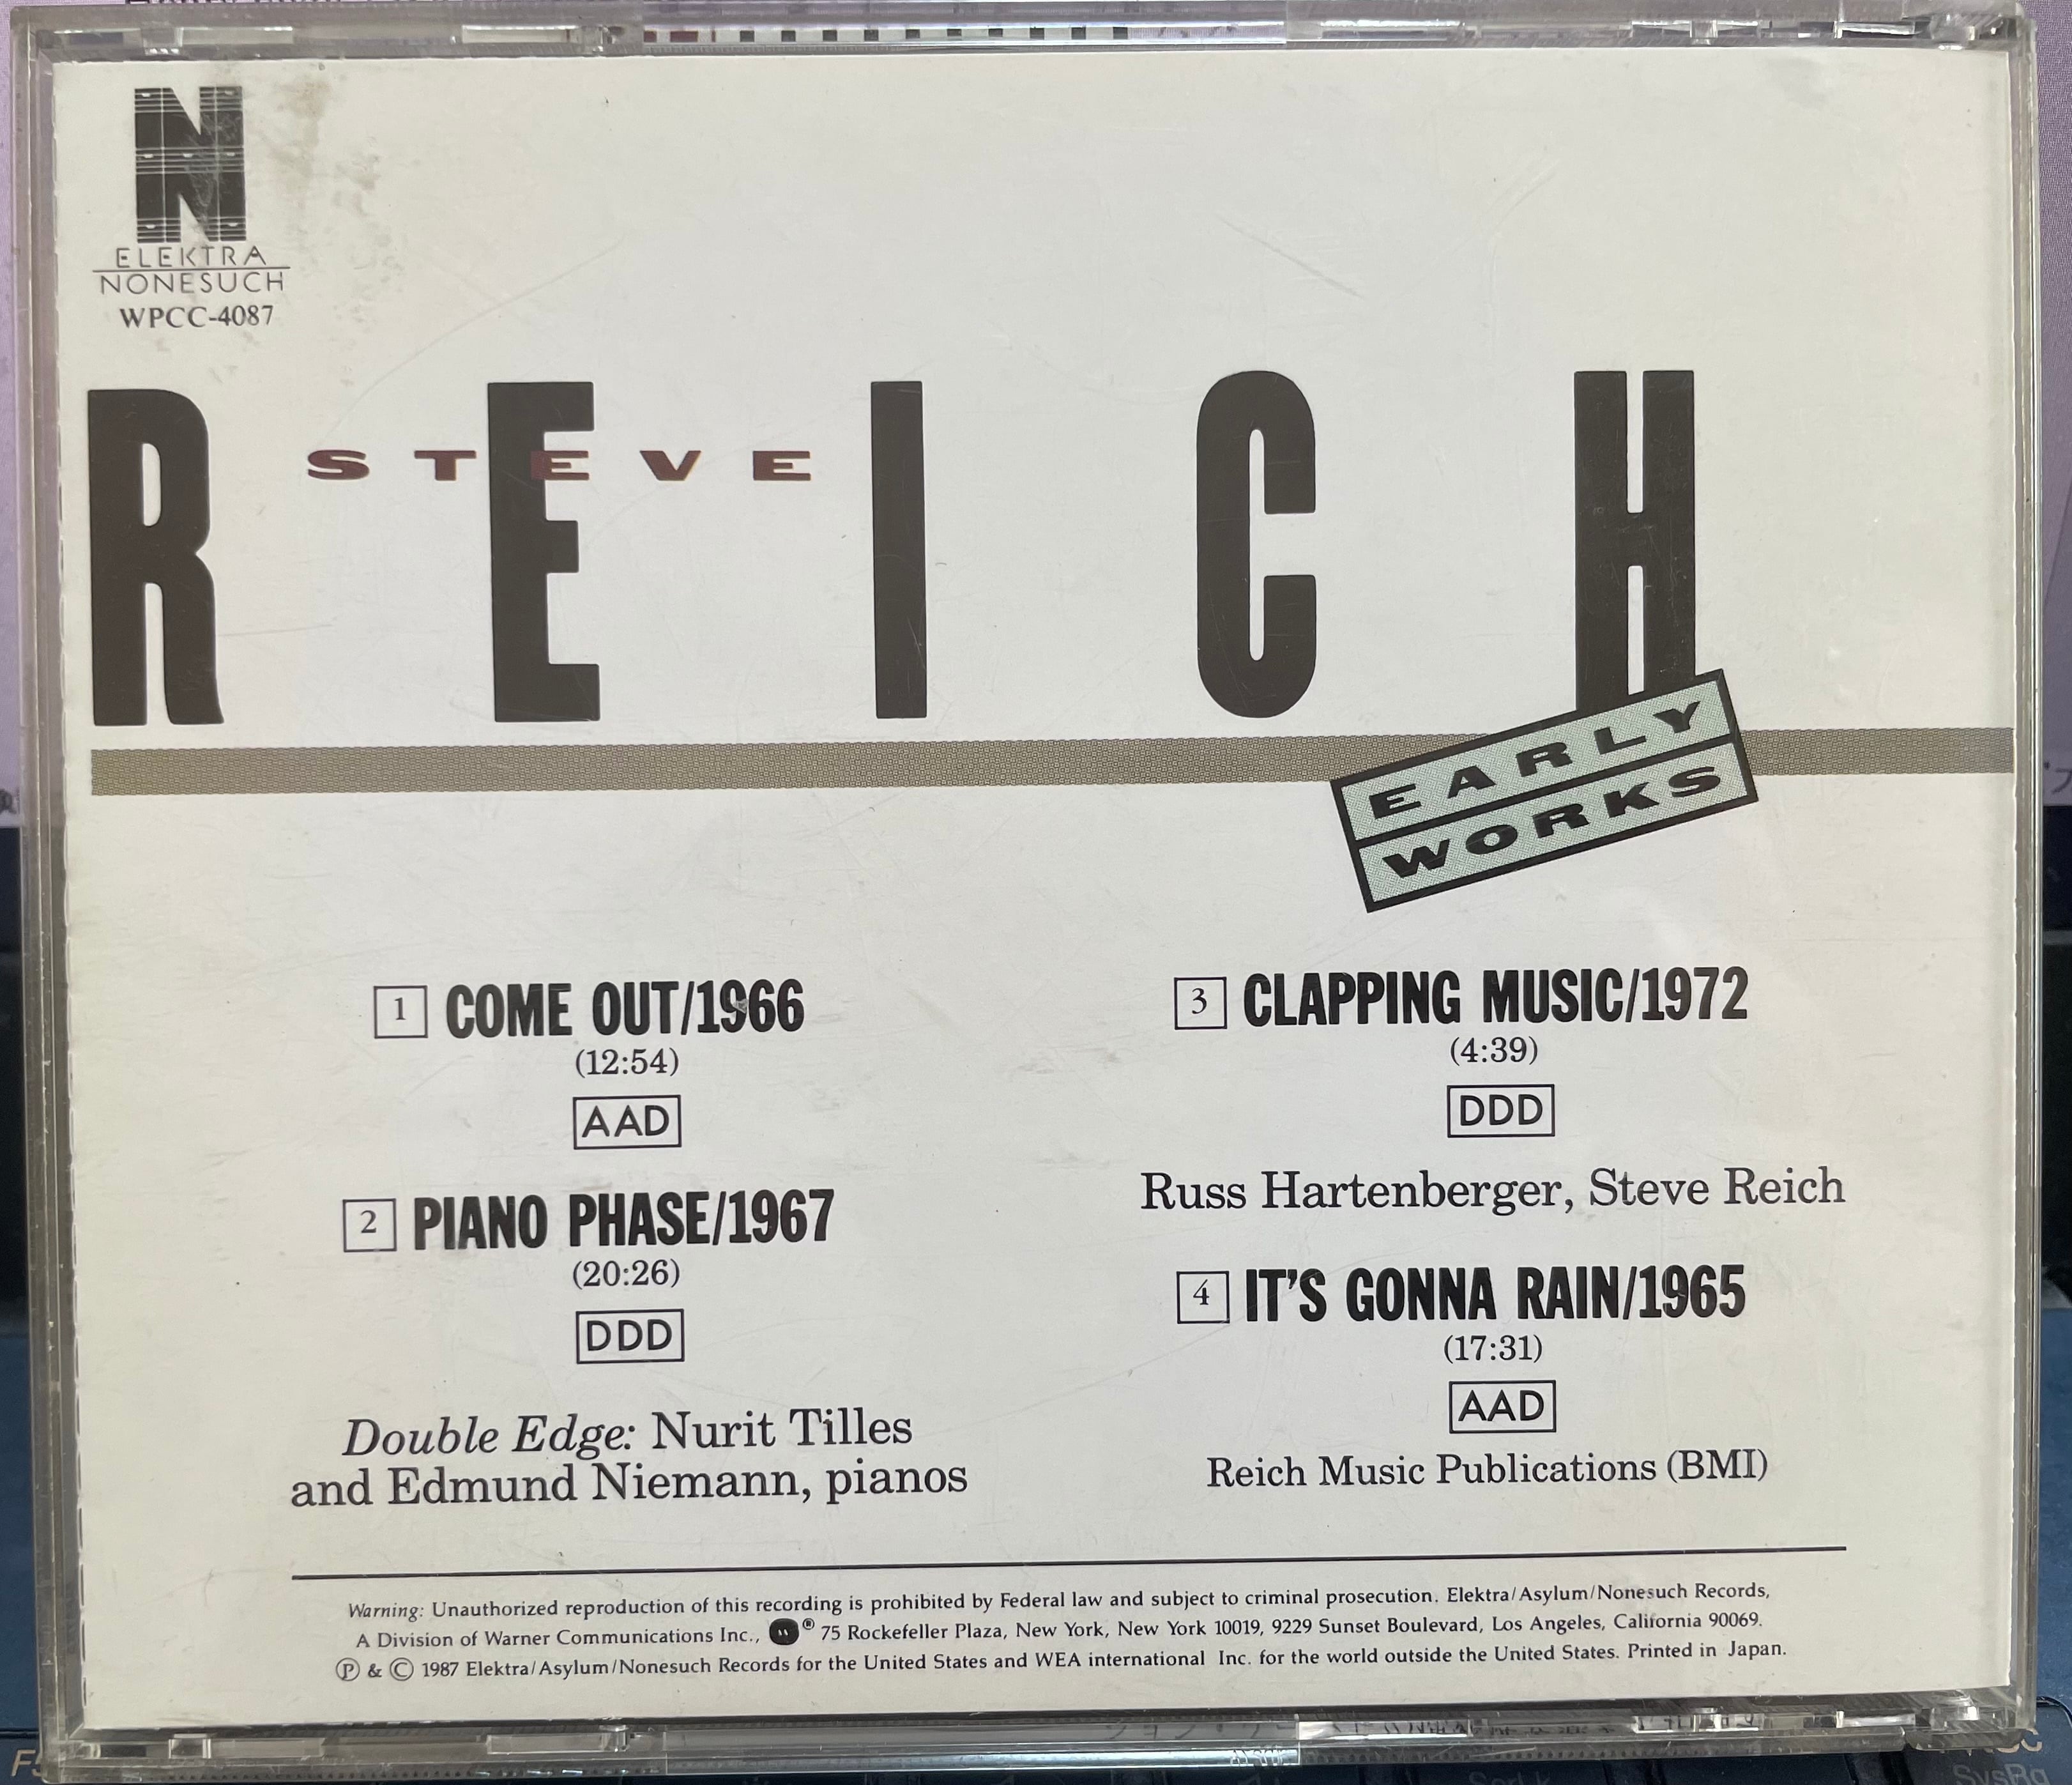 N
ELEKTRA
NONESUCH
WPCC-4087
STEVE
REICH
EARLY
WORKS
1 COME OUT/1966
(12:54)
AAD
2 PIANO PHASE/1967
(20:26)
DDD
Double Edge: Nurit Tilles
and Edmund Niemann, pianos
3 CLAPPING MUSIC/1972
(4:39)
DDD
Russ Hartenberger, Steve Reich
4 IT'S GONNA RAIN/1965
(17:31)
AAD
Reich Music Publications (BMI)
Warning: Unauthorized reproduction of this recording is prohibited by Federal law and subject to criminal prosecution. Elektra/Asylum/Nonesuch Records,
A Division of Warner Communications Inc., ® 75 Rockefeller Plaza, New York, New York 10019, 9229 Sunset Boulevard, Los Angeles, California 90069.
Ⓟ & © 1987 Elektra/Asylum/Nonesuch Records for the United States and WEA international Inc. for the world outside the United States. Printed in Japan.